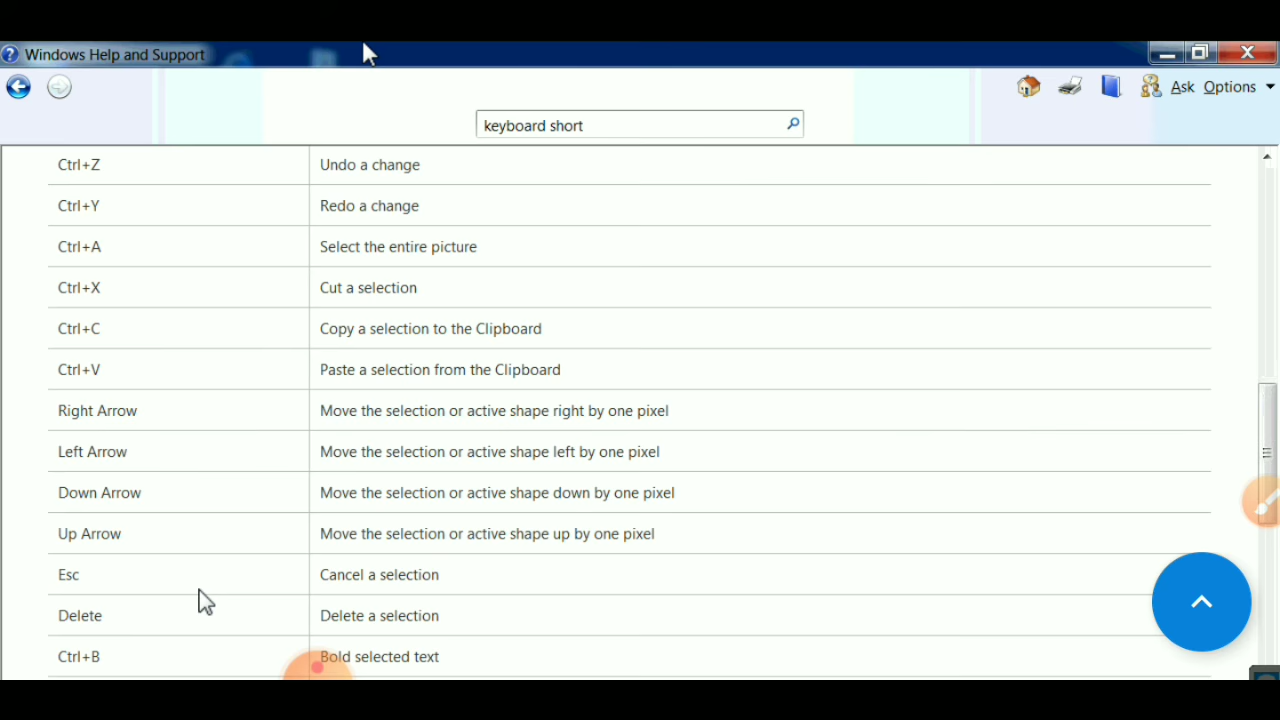 Windows Help and Support
Ask Options
keyboard short
Ctrl+Z Undo a change
Ctrl+Y Redo a change
Ctrl+A Select the entire picture
Ctrl+X Cut a selection
Ctrl+C Copy a selection to the Clipboard
Ctrl+V Paste a selection from the Clipboard
Right Arrow Move the selection or active shape right by one pixel
Left Arrow Move the selection or active shape left by one pixel
Down Arrow Move the selection or active shape down by one pixel
Up Arrow Move the selection or active shape up by one pixel
Esc Cancel a selection
Delete Delete a selection
Ctrl+B Bold selected text